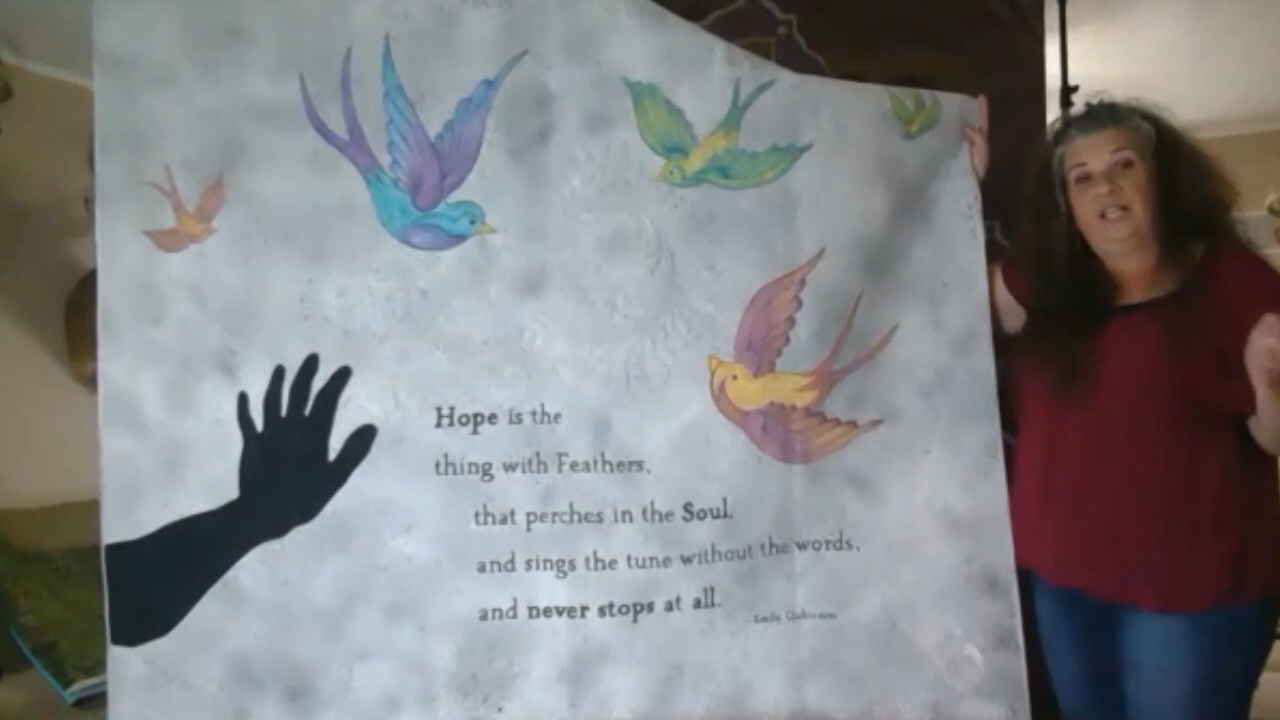 Hope is the
thing with Feathers,
that perches in the Soul.
and sings the tune without the words,
and never stops at all.
- Emily Dickinson